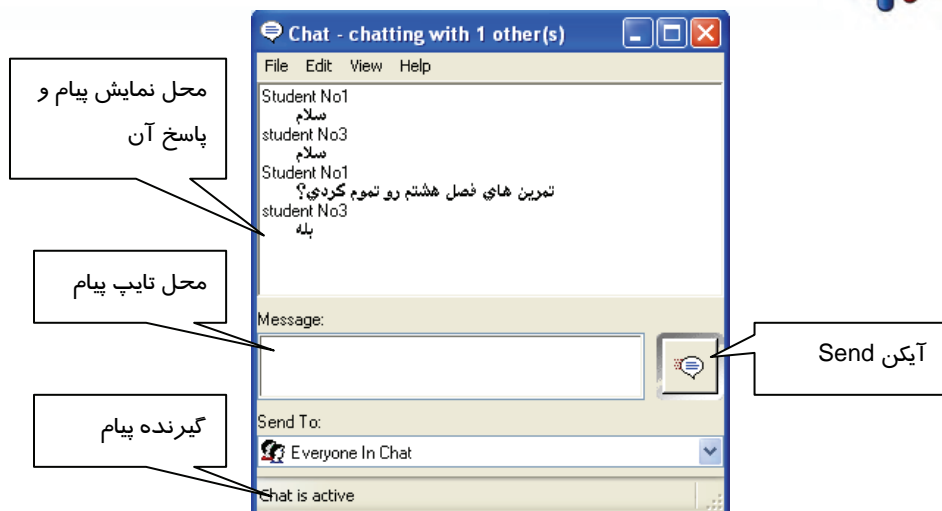 Chat - chatting with 1 other(s)
File Edit View Help
محل نمایش پیام و
پاسخ آن
Student No1
سلام
student No3
سلام
Student No1
تمرين هاي فصل هشتم رو تموم كردي؟
student No3
بله
محل تایپ پیام
Message:
آیکن Send
گیرنده پیام
Send To:
Everyone In Chat
Chat is active